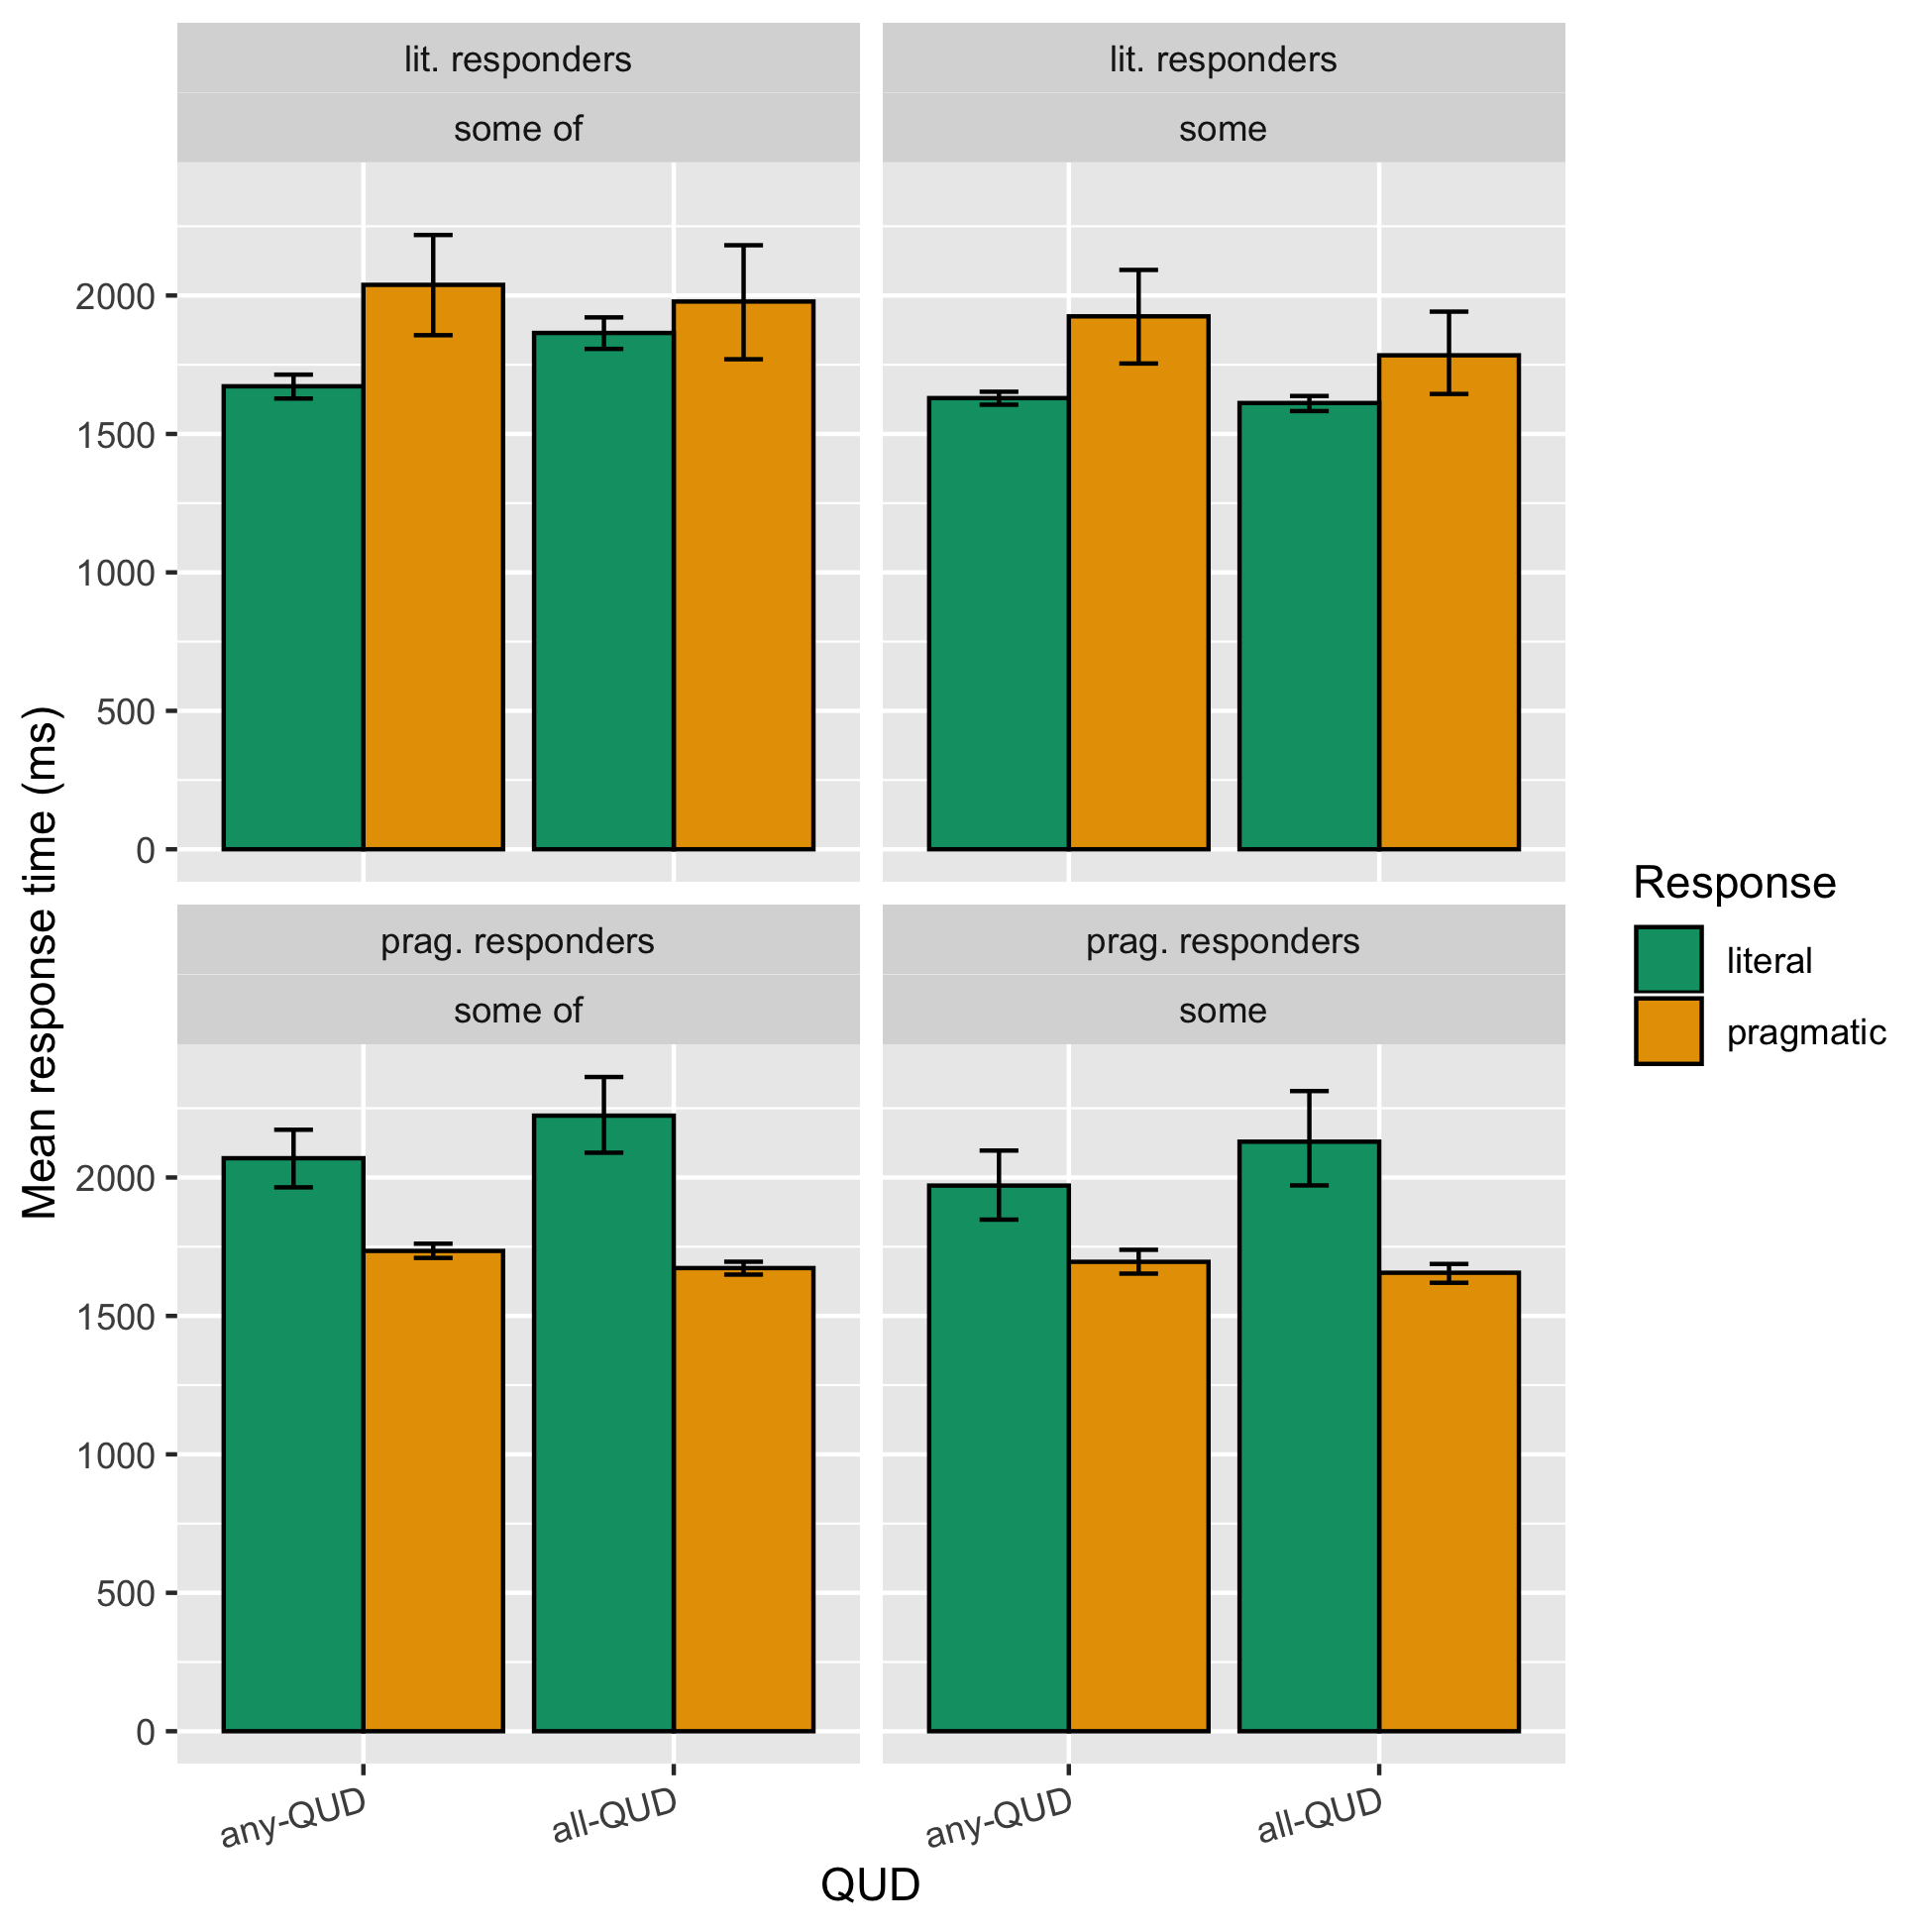 lit. responders
lit. responders
some of
some
2000
1500
1000
500
0
prag. responders
prag. responders
some of
some
2000
1500
1000
500
0
Mean response time (ms)
any-QUD
all-QUD
any-QUD
all-QUD
QUD
Response
literal
pragmatic